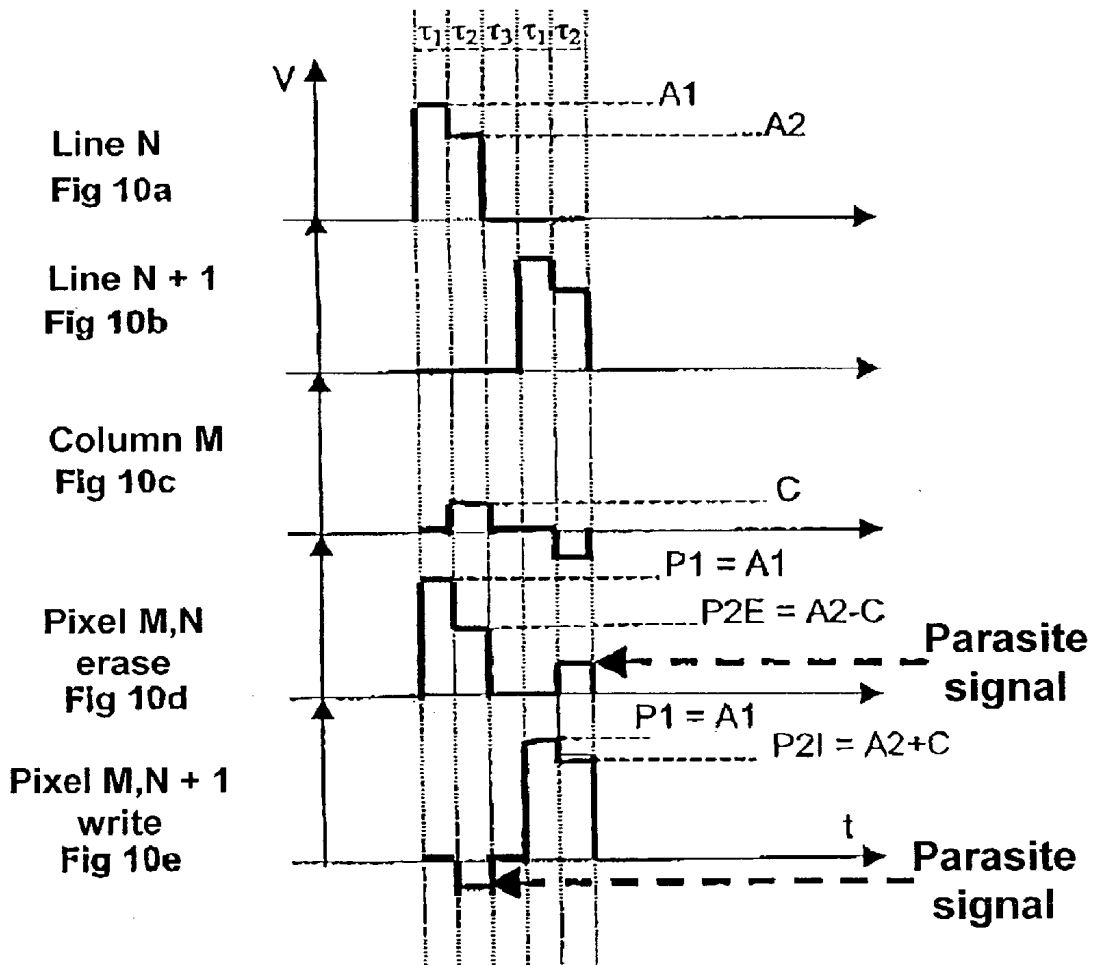 τ1 τ2 τ3 τ1 τ2
V
A1
A2
Line N
Fig 10a
Line N + 1
Fig 10b
Column M
Fig 10c
C
P1 = A1
P2E = A2-C
Pixel M,N
erase
Fig 10d
Parasite
signal
P1 = A1
P2I = A2+C
Pixel M,N + 1
write
Fig 10e
t
Parasite
signal